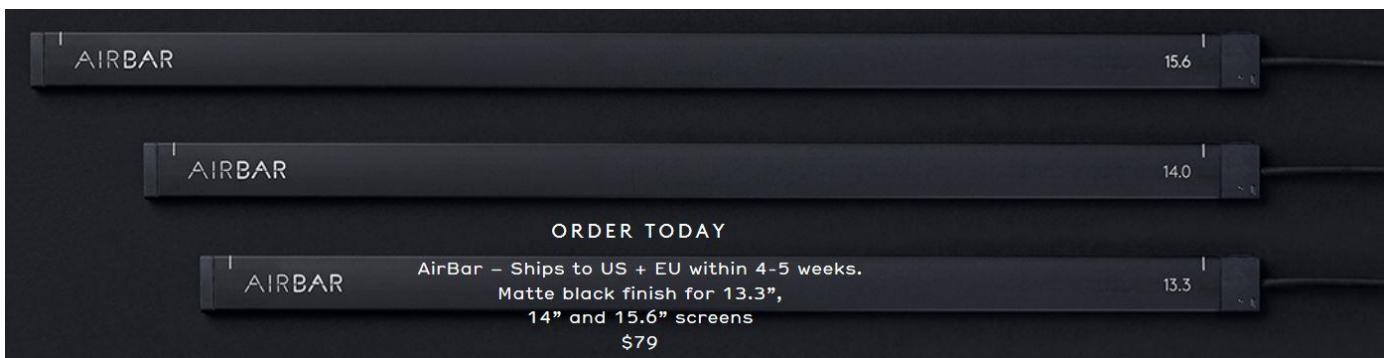 AIRBAR 15.6
AIRBAR 14.0
ORDER TODAY
AirBar – Ships to US + EU within 4-5 weeks.
AIRBAR 13.3
Matte black finish for 13.3”,
14” and 15.6” screens
$79